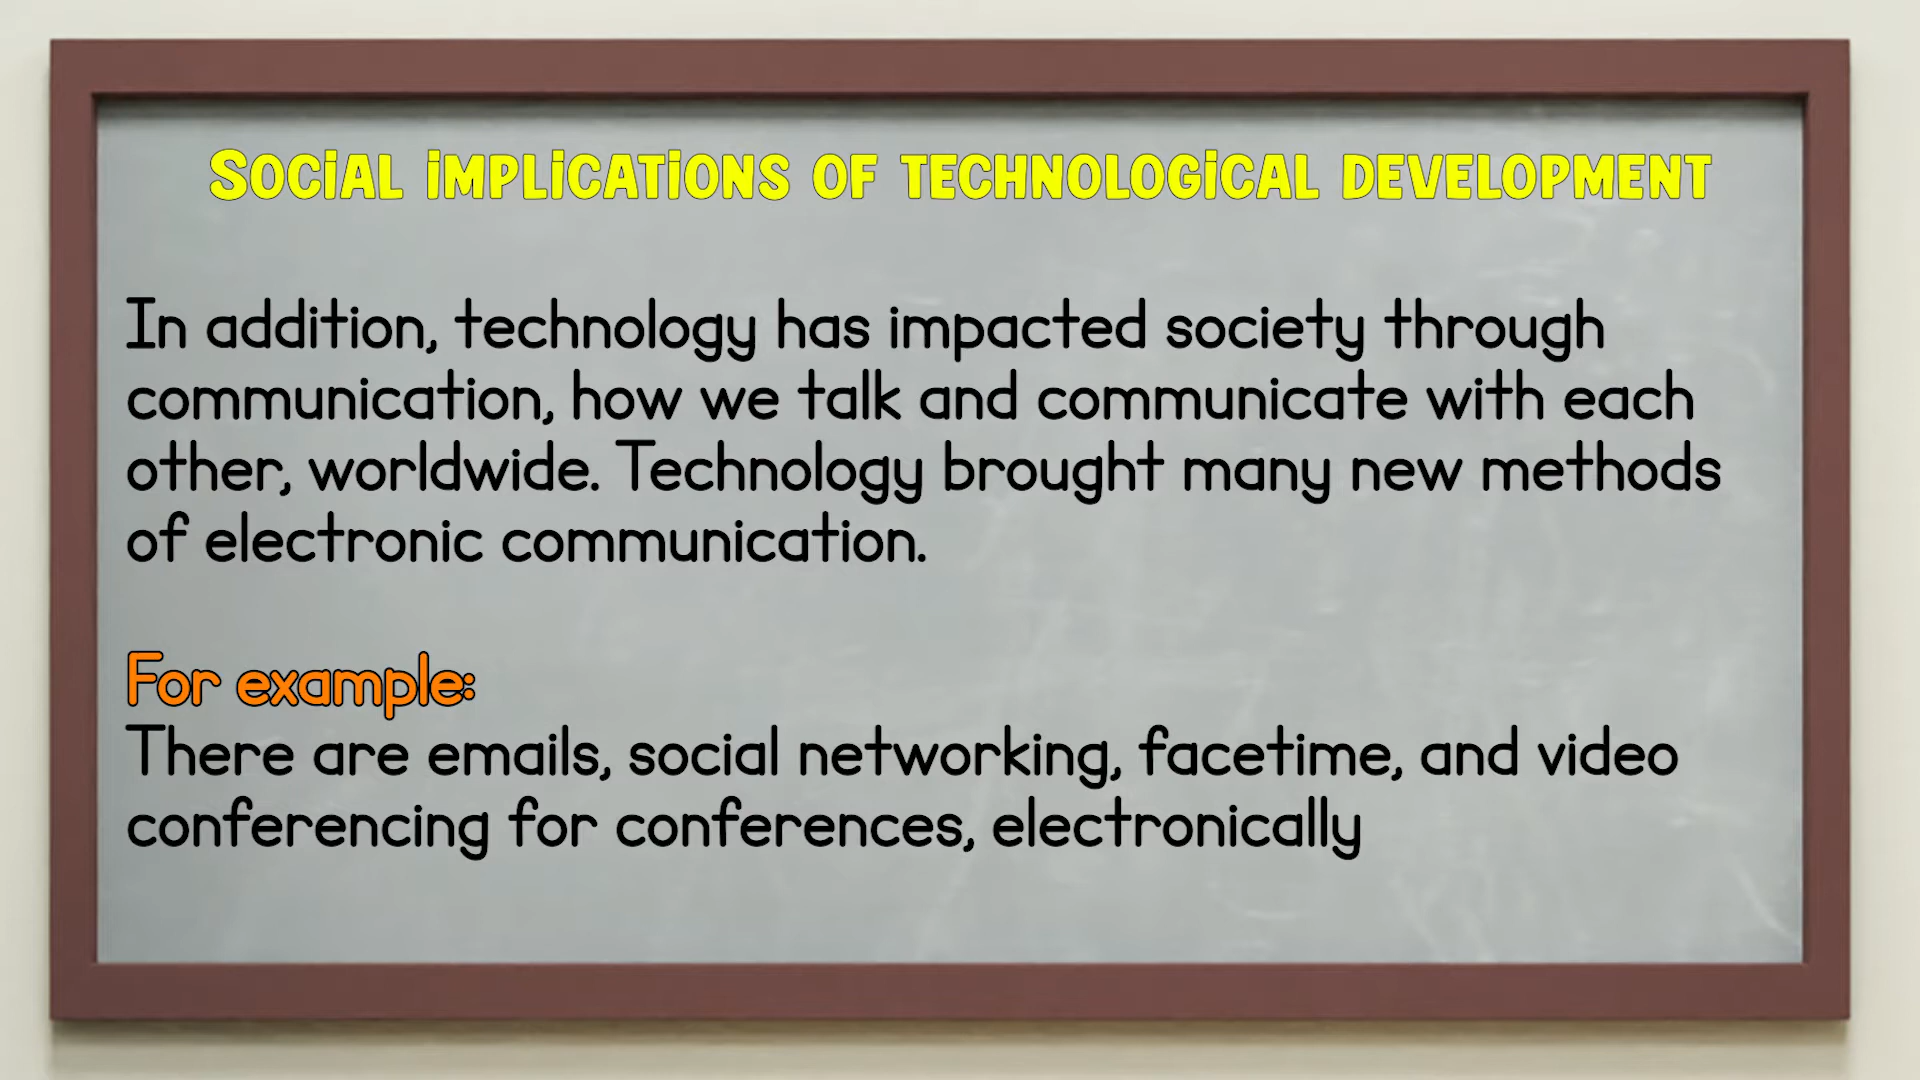 Social implications of technological development
In addition, technology has impacted society through
communication, how we talk and communicate with each
other, worldwide. Technology brought many new methods
of electronic communication.
For example:
There are emails, social networking, facetime, and video
conferencing for conferences, electronically